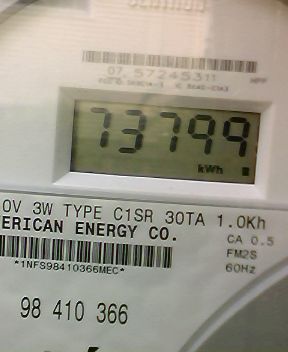 07 57245311
73799
kWh
0V 3W TYPE C1SR 30TA 1.0Kh
ERICAN ENERGY CO.
CA 0.5
FM2S
60Hz
*1NFS98410366MEC*
98 410 366